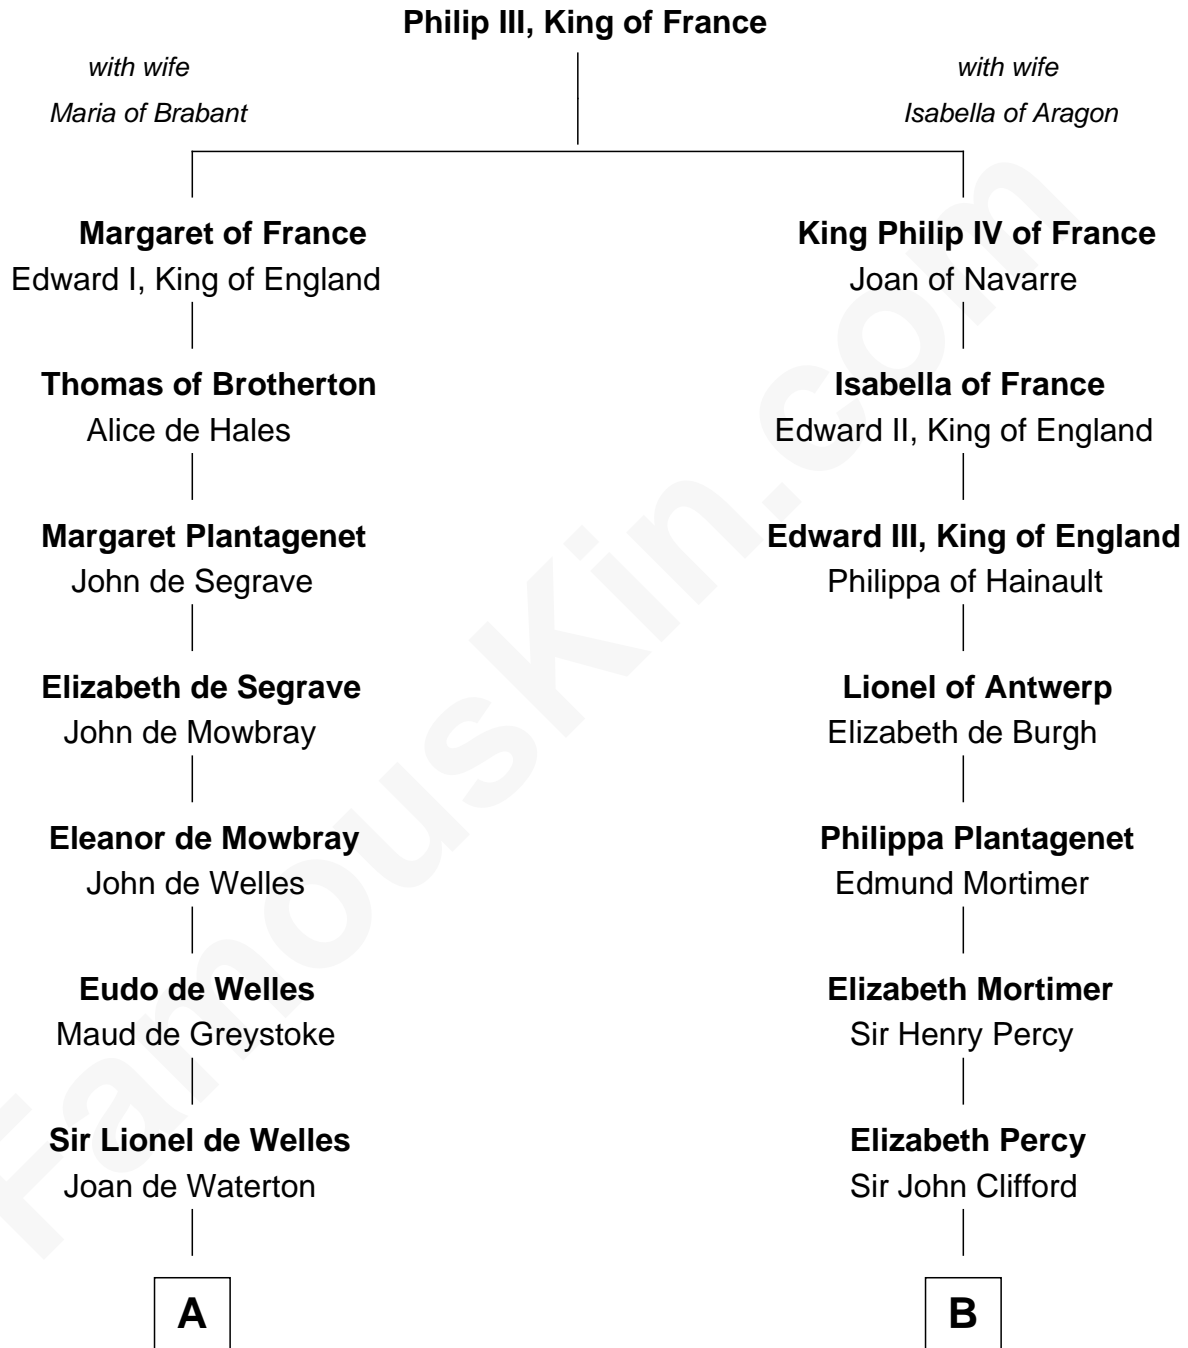 Philip III, King of France
with wife
Maria of Brabant
with wife
Isabella of Aragon
Margaret of France
Edward I, King of England
King Philip IV of France
Joan of Navarre
Thomas of Brotherton
Alice de Hales
Isabella of France
Edward II, King of England
Margaret Plantagenet
John de Segrave
Edward III, King of England
Philippa of Hainault
Elizabeth de Segrave
John de Mowbray
Lionel of Antwerp
Elizabeth de Burgh
Eleanor de Mowbray
John de Welles
Philippa Plantagenet
Edmund Mortimer
Eudo de Welles
Maud de Greystoke
Elizabeth Mortimer
Sir Henry Percy
Sir Lionel de Welles
Joan de Waterton
Elizabeth Percy
Sir John Clifford
A
B
FamousKin.com